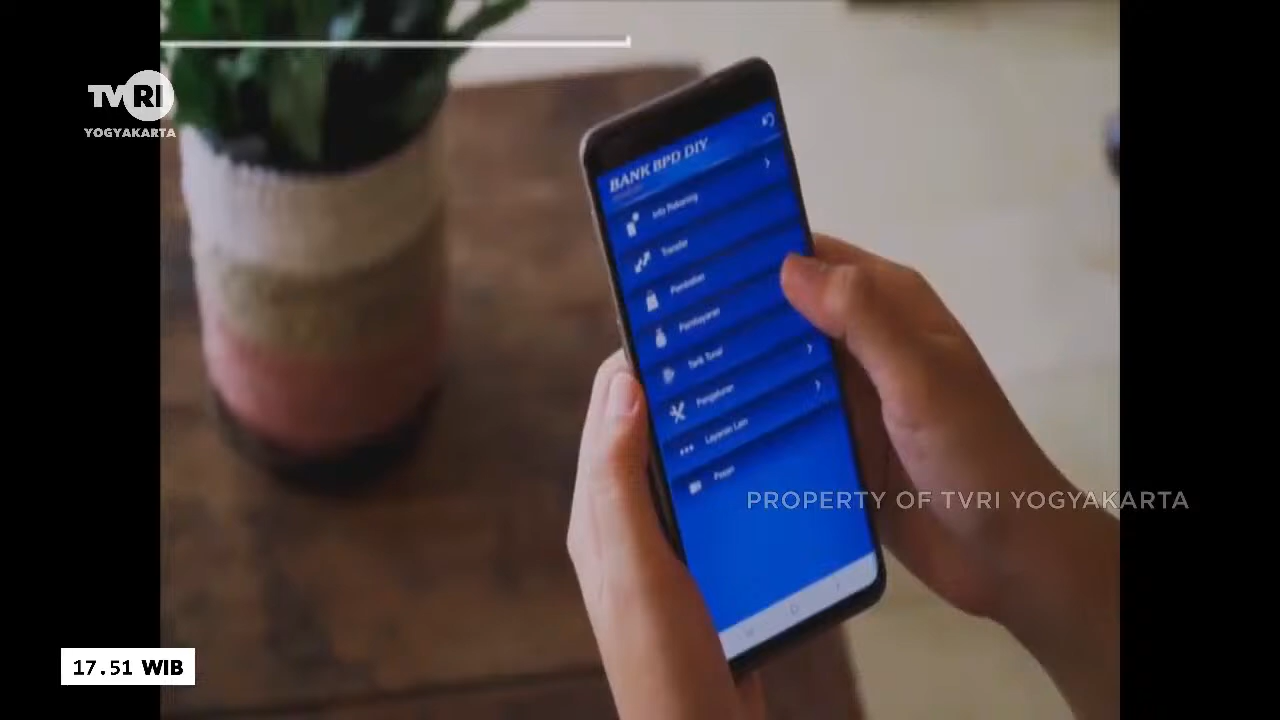 TVRI
YOGYAKARTA
BANK BPD DIY
Info Rekening
Transfer
Pembelian
Pembayaran
Tarik Tunai
Pengaturan
Layanan Lain
Pesan
PROPERTY OF TVRI YOGYAKARTA
17.51 WIB